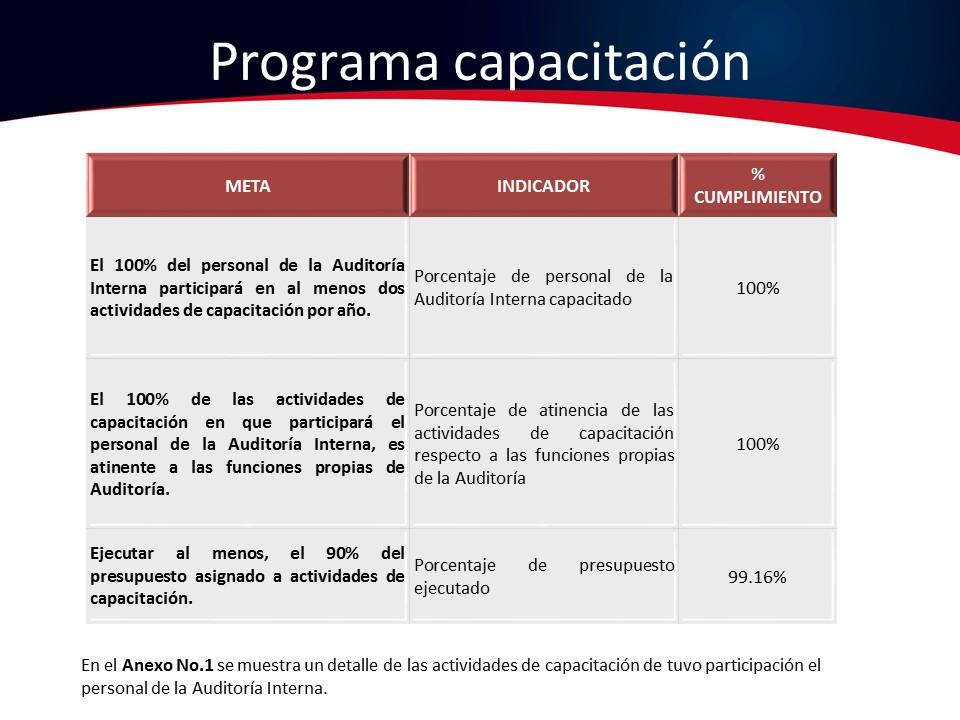 Programa capacitación
META
INDICADOR
%
CUMPLIMIENTO
El 100% del personal de la Auditoría
Interna participará en al menos dos
actividades de capacitación por año.
Porcentaje de personal de la
Auditoría Interna capacitado
100%
El 100% de las actividades de
capacitación en que participará el
personal de la Auditoría Interna, es
atinente a las funciones propias de
Auditoría.
Porcentaje de atinencia de las
actividades de capacitación
respecto a las funciones propias
de la Auditoría
100%
Ejecutar al menos, el 90% del
presupuesto asignado a actividades de
capacitación.
Porcentaje de presupuesto
ejecutado
99.16%
En el Anexo No.1 se muestra un detalle de las actividades de capacitación de tuvo participación el
personal de la Auditoría Interna.